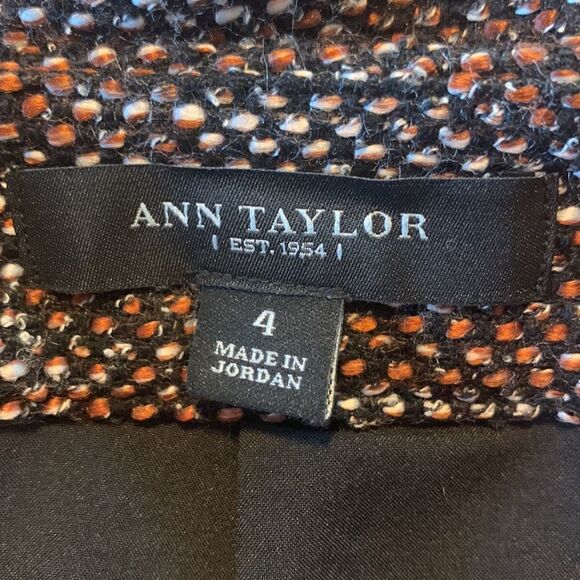 ANN TAYLOR
EST. 1954
4
MADE IN
JORDAN